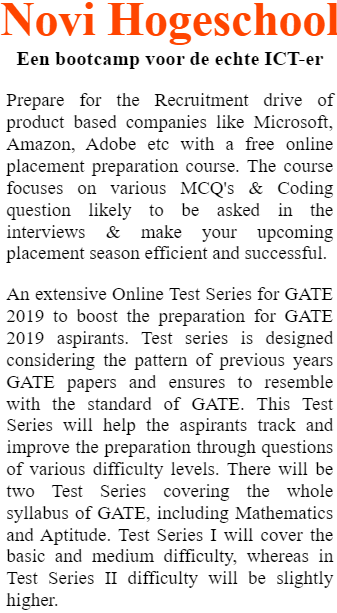 Novi Hogeschool
Een bootcamp voor de echte ICT-er
Prepare for the Recruitment drive of
product based companies like Microsoft,
Amazon, Adobe etc with a free online
placement preparation course. The course
focuses on various MCQ's & Coding
question likely to be asked in the
interviews & make your upcoming
placement season efficient and successful.
An extensive Online Test Series for GATE
2019 to boost the preparation for GATE
2019 aspirants. Test series is designed
considering the pattern of previous years
GATE papers and ensures to resemble
with the standard of GATE. This Test
Series will help the aspirants track and
improve the preparation through questions
of various difficulty levels. There will be
two Test Series covering the whole
syllabus of GATE, including Mathematics
and Aptitude. Test Series I will cover the
basic and medium difficulty, whereas in
Test Series II difficulty will be slightly
higher.